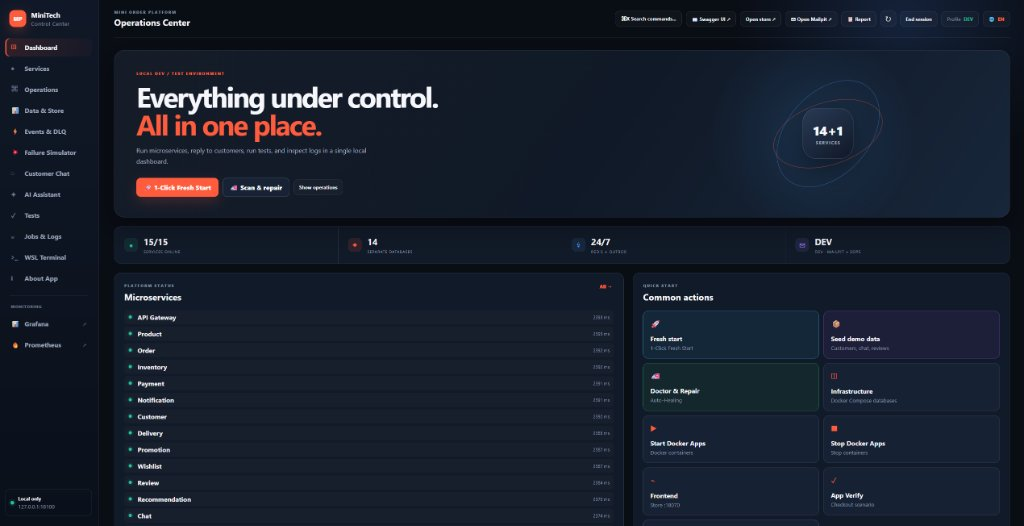 MiniTech
Control Center
Dashboard
Services
Operations
Data & Store
Events & DLQ
Failure Simulator
Customer Chat
AI Assistant
Tests
Jobs & Logs
WSL Terminal
About App
MONITORING
Grafana ↗
Prometheus ↗
Local only
MINI ORDER PLATFORM
Operations Center
Search commands...
Swagger UI ↗
Open store ↗
Open Mailpit ↗
Report
End session
Profile DEV
EN
LOCAL DEV / TEST ENVIRONMENT
Everything under control.
All in one place.
Run microservices, reply to customers, run tests, and inspect logs in a single local
dashboard.
1-Click Fresh Start
Scan & repair
Show operations
14+1
SERVICES
15/15
SERVICES ONLINE
14
SEPARATE DATABASES
24/7
DEV
PLATFORM STATUS
Microservices
All →
API Gateway
Product
Order
Inventory
Payment
Notification
Customer
Delivery
Promotion
Wishlist
Review
Recommendation
Chat
QUICK START
Common actions
Fresh start
1-Click Fresh Start
Seed demo data
Customers, chat, reviews
Doctor & Repair
Auto-Healing
Infrastructure
Docker Compose databases
Start Docker Apps
Docker containers
Stop Docker Apps
Stop containers
Frontend
App Verify
Checkout scenario